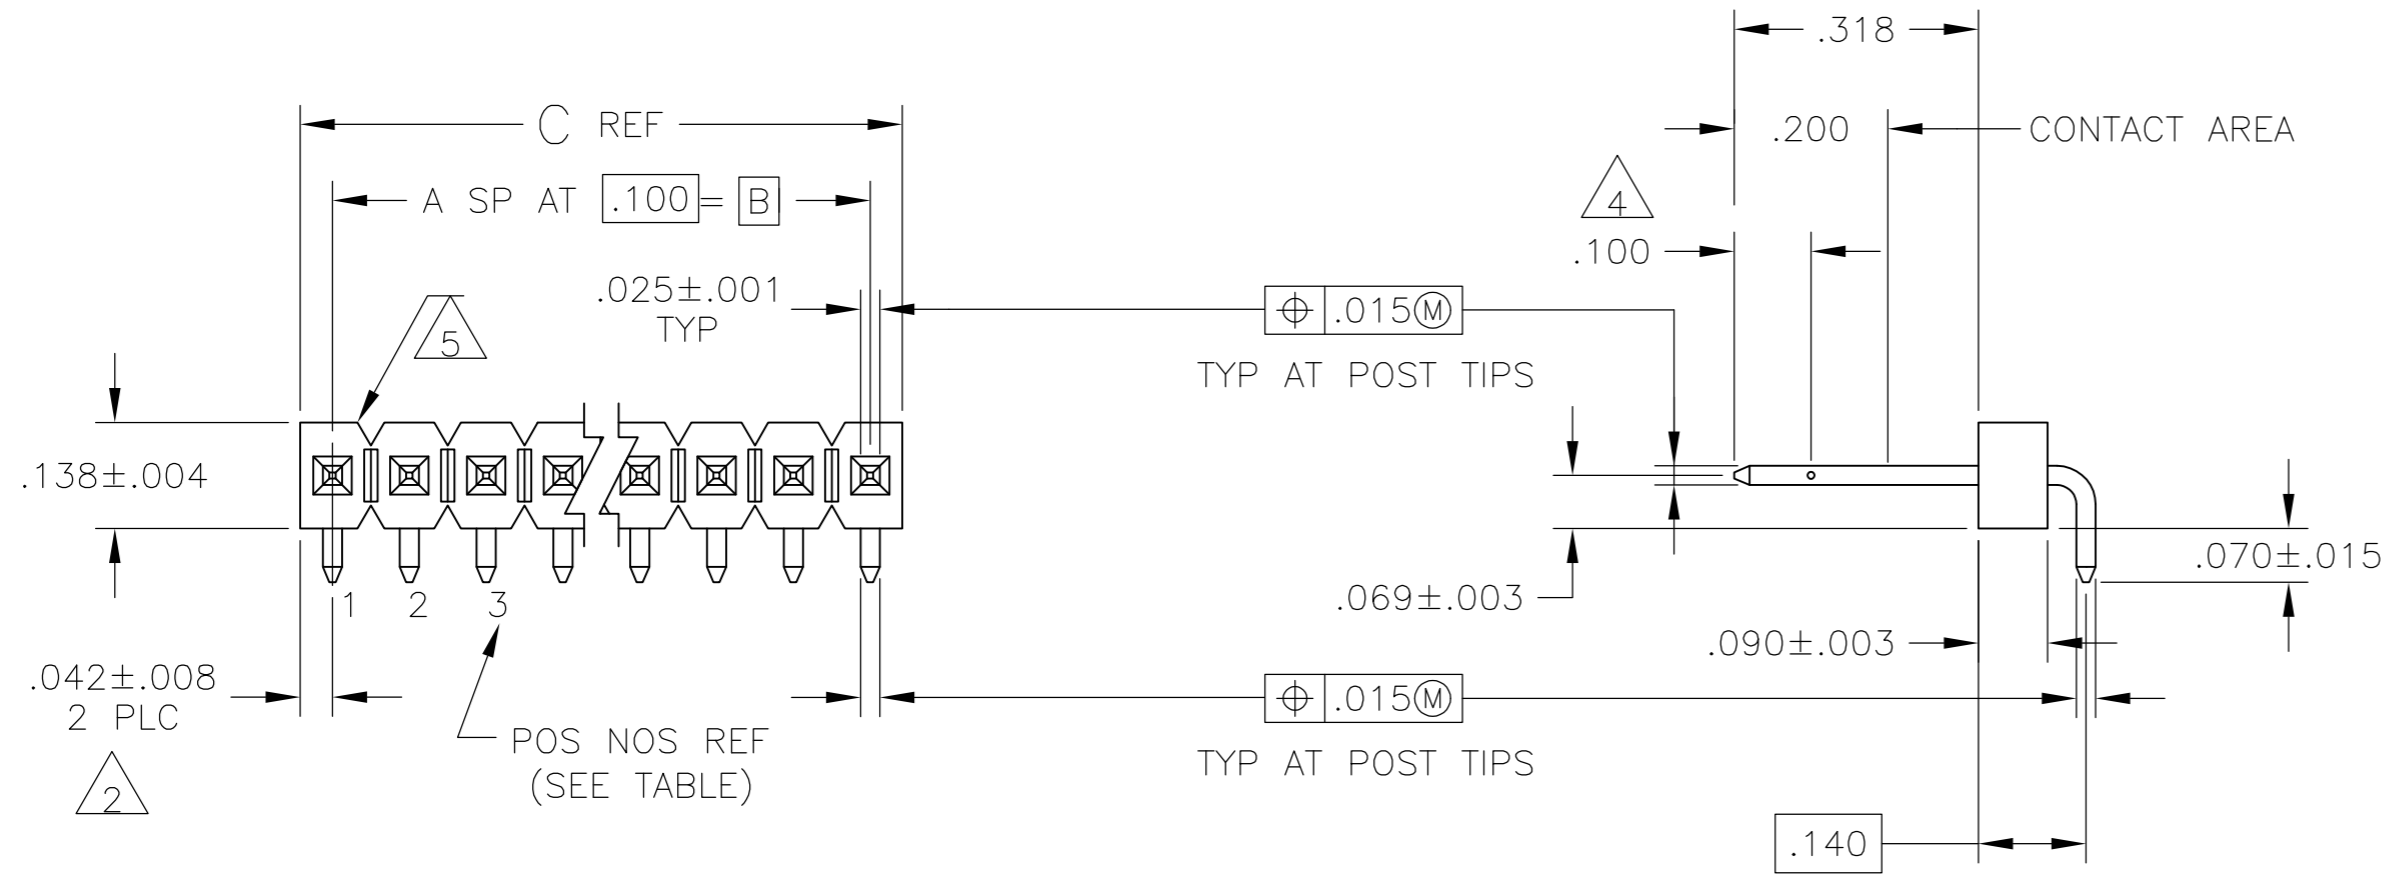 .318
C REF
.200
CONTACT AREA
A SP AT .100 = B
4
.100
.025±.001
TYP
⌖ .015Ⓜ
5
TYP AT POST TIPS
.138±.004
.070±.015
1 2 3
.069±.003
.090±.003
.042±.008
2 PLC
⌖ .015Ⓜ
2
POS NOS REF
(SEE TABLE)
TYP AT POST TIPS
.140